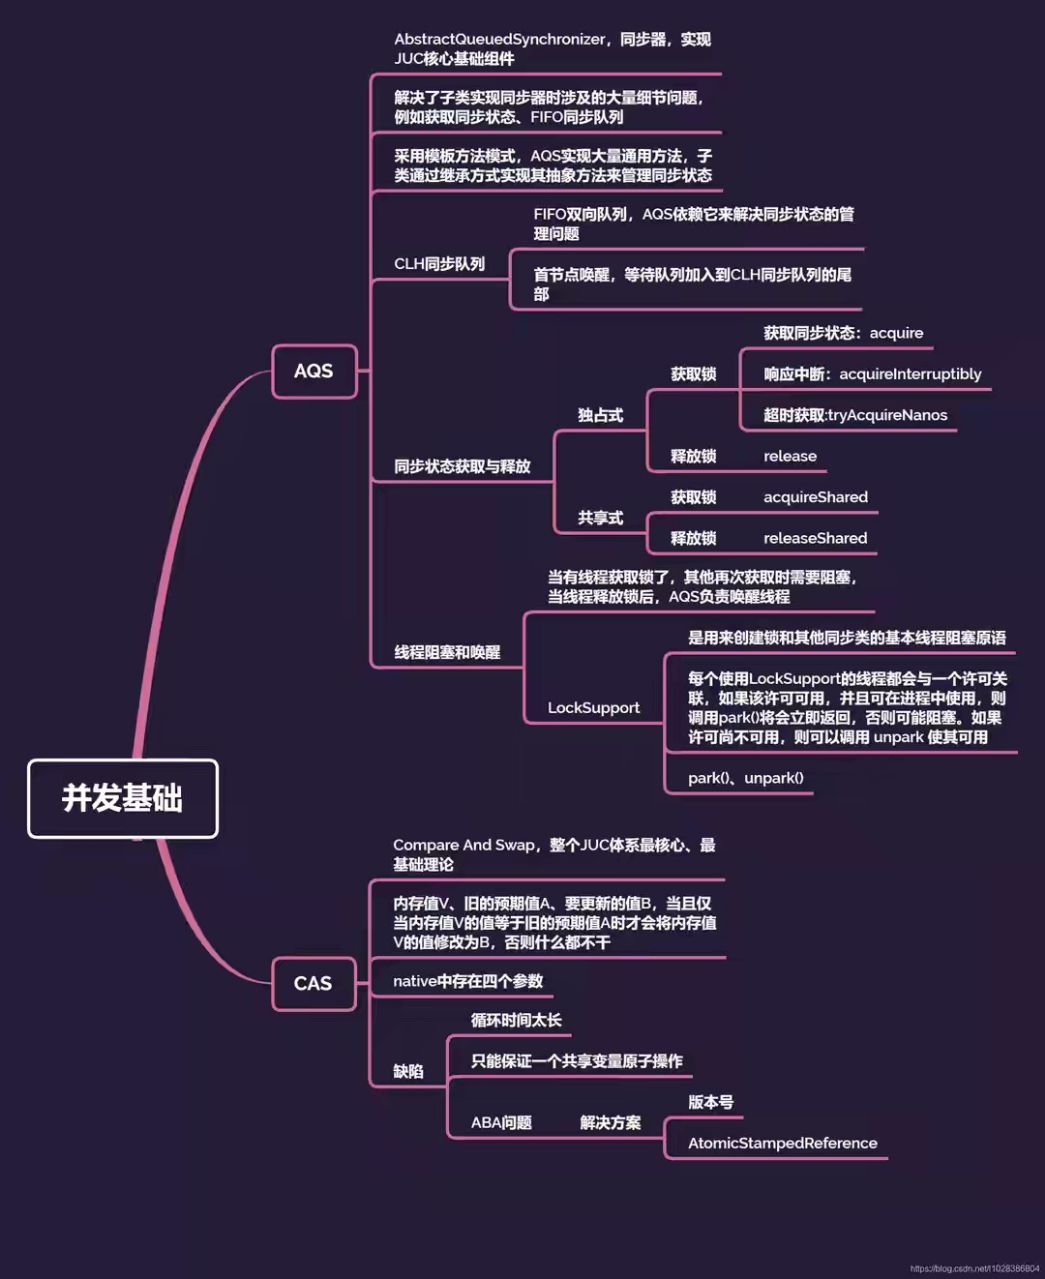 AbstractQueuedSynchronizer，同步器，实现
JUC核心基础组件
解决了子类实现同步器时涉及的大量细节问题，
例如获取同步状态、FIFO同步队列
采用模板方法模式，AQS实现大量通用方法，子
类通过继承方式实现其抽象方法来管理同步状态
FIFO双向队列，AQS依赖它来解决同步状态的管
理问题
CLH同步队列
首节点唤醒，等待队列加入到CLH同步队列的尾
部
AQS
获取同步状态：acquire
获取锁
响应中断：acquireInterruptibly
独占式
超时获取:tryAcquireNanos
释放锁
release
同步状态获取与释放
获取锁
acquireShared
共享式
释放锁
releaseShared
当有线程获取锁了，其他再次获取时需要阻塞，
当线程释放锁后，AQS负责唤醒线程
线程阻塞和唤醒
是用来创建锁和其他同步类的基本线程阻塞原语
每个使用LockSupport的线程都会与一个许可关
联，如果该许可可用，并且可在进程中使用，则
调用park()将会立即返回，否则可能阻塞。如果
许可尚不可用，则可以调用 unpark 使其可用
LockSupport
park()、unpark()
并发基础
Compare And Swap，整个JUC体系最核心、最
基础理论
内存值V、旧的预期值A、要更新的值B，当且仅
当内存值V的值等于旧的预期值A时才会将内存值
V的值修改为B，否则什么都不干
CAS
native中存在四个参数
循环时间太长
只能保证一个共享变量原子操作
缺陷
版本号
ABA问题
解决方案
AtomicStampedReference
https://blog.csdn.net/l1028386804